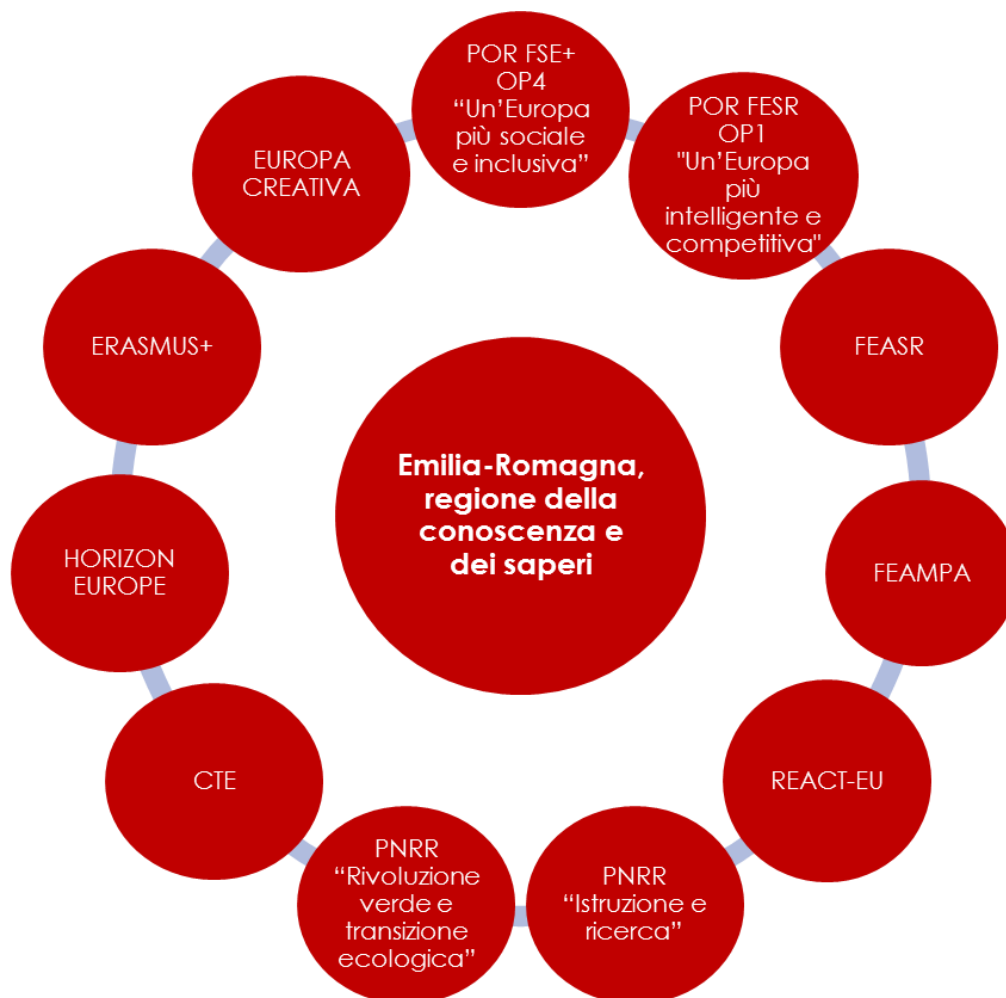 POR FSE+
OP4
“Un’Europa
più sociale
e inclusiva”
POR FESR
OP1
"Un’Europa
più
intelligente e
competitiva"
FEASR
FEAMPA
REACT-EU
PNRR
“Istruzione e
ricerca”
PNRR
“Rivoluzione
verde e
transizione
ecologica”
CTE
HORIZON
EUROPE
ERASMUS+
EUROPA
CREATIVA
Emilia-Romagna,
regione della
conoscenza e
dei saperi